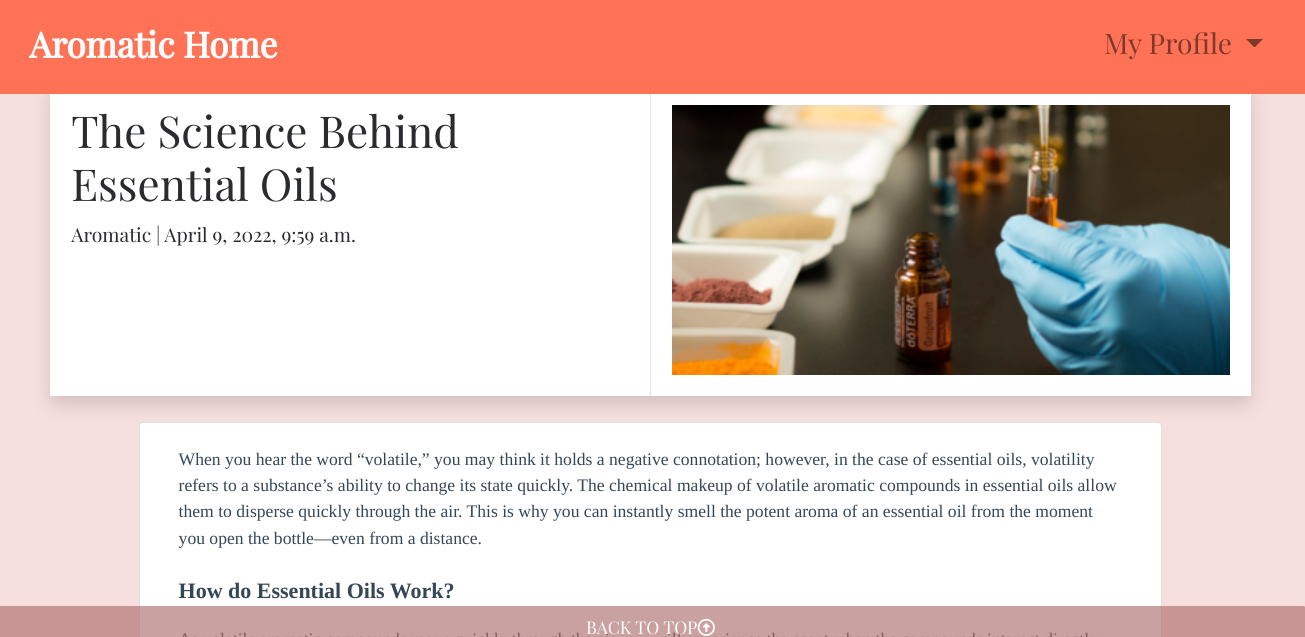 Aromatic Home
My Profile
The Science Behind
Essential Oils
Aromatic | April 9, 2022, 9:59 a.m.
dōTERRA
Grapefruit
When you hear the word “volatile,” you may think it holds a negative connotation; however, in the case of essential oils, volatility
refers to a substance’s ability to change its state quickly. The chemical makeup of volatile aromatic compounds in essential oils allow
them to disperse quickly through the air. This is why you can instantly smell the potent aroma of an essential oil from the moment
you open the bottle—even from a distance.
How do Essential Oils Work?
BACK TO TOP